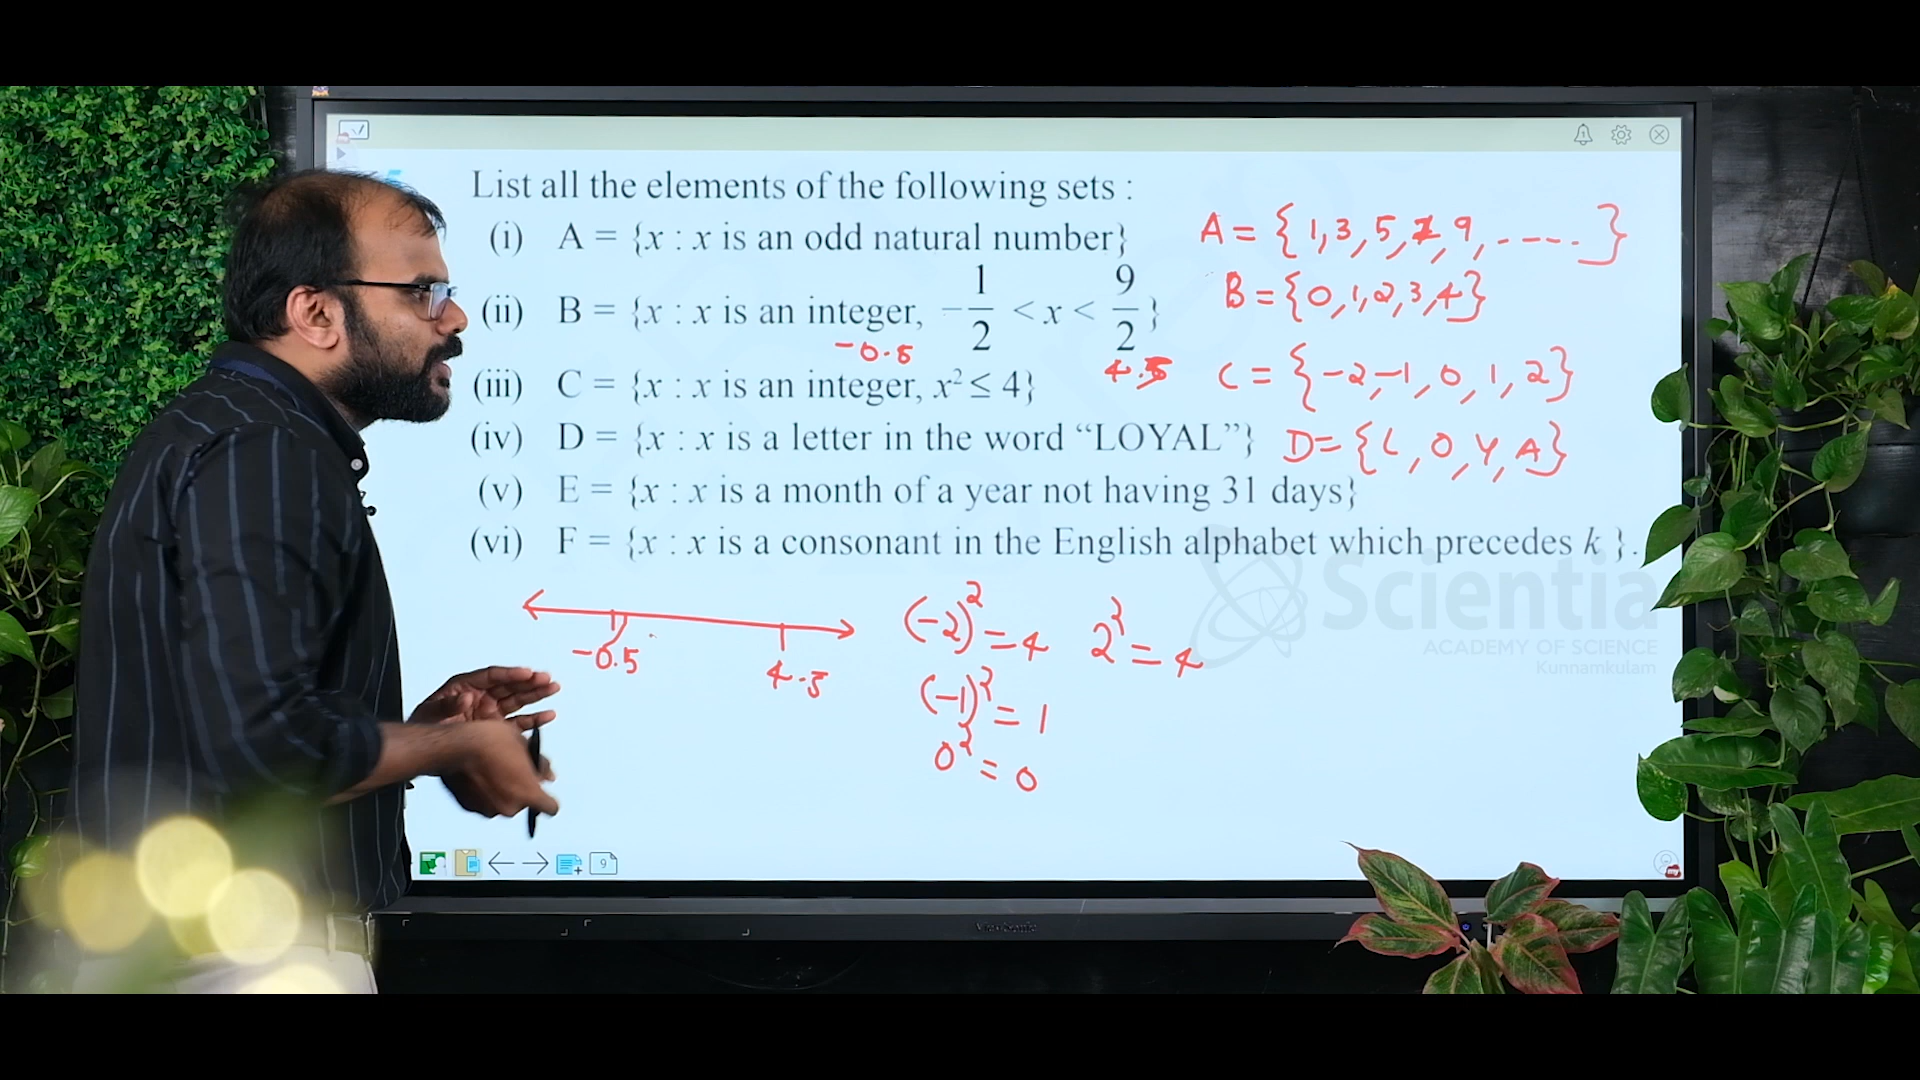 List all the elements of the following sets :
(i) A = {x : x is an odd natural number}
A = {1, 3, 5, 7, 9, - - - - . }
(ii) B = {x : x is an integer, -1/2 < x < 9/2 }
B = {0, 1, 2, 3, 4}
-0.5
4.5
(iii) C = {x : x is an integer, x² ≤ 4}
C = {-2, -1, 0, 1, 2}
(iv) D = {x : x is a letter in the word “LOYAL”}
D = {L, O, Y, A}
(v) E = {x : x is a month of a year not having 31 days}
(vi) F = {x : x is a consonant in the English alphabet which precedes k }.
-0.5
4.5
(-2)² = 4
2² = 4
(-1)² = 1
0² = 0
Scientia
ACADEMY OF SCIENCE
Kunnamkulam
9
ViewSonic